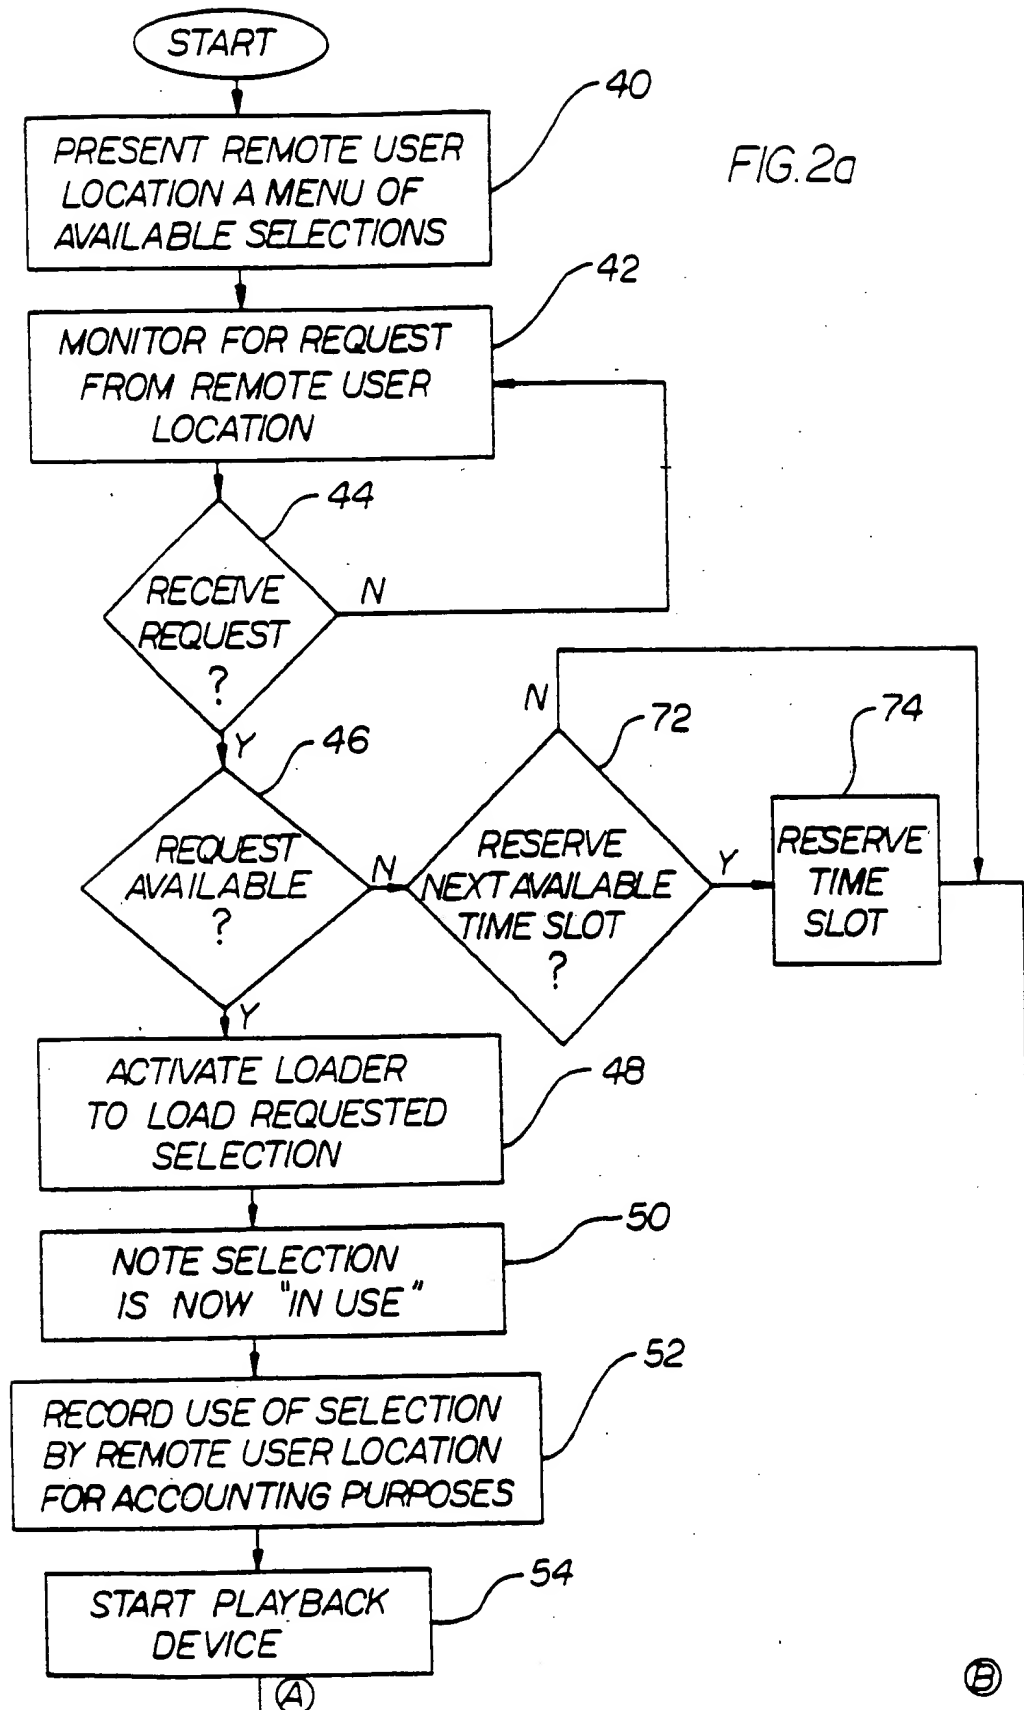 START
40
PRESENT REMOTE USER
LOCATION A MENU OF
AVAILABLE SELECTIONS
FIG.2a
42
MONITOR FOR REQUEST
FROM REMOTE USER
LOCATION
44
RECEIVE
REQUEST
?
N
Y
46
REQUEST
AVAILABLE
?
N
72
N
RESERVE
NEXT AVAILABLE
TIME SLOT
?
Y
74
RESERVE
TIME
SLOT
Y
48
ACTIVATE LOADER
TO LOAD REQUESTED
SELECTION
50
NOTE SELECTION
IS NOW "IN USE"
52
RECORD USE OF SELECTION
BY REMOTE USER LOCATION
FOR ACCOUNTING PURPOSES
54
START PLAYBACK
DEVICE
A
B